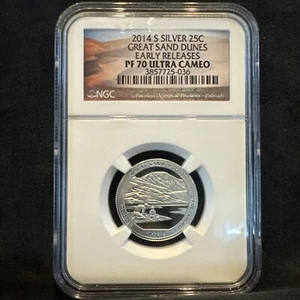 2014 S SILVER 25C
GREAT SAND DUNES
EARLY RELEASES
PF 70 ULTRA CAMEO
3857725-036
NGC